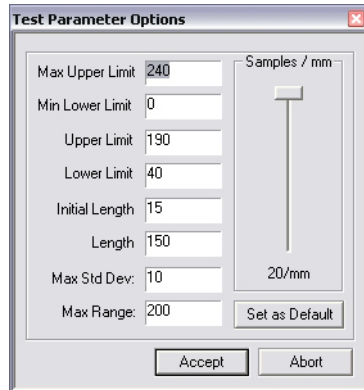 Test Parameter Options
Max Upper Limit 240
Min Lower Limit 0
Upper Limit 190
Lower Limit 40
Initial Length 15
Length 150
Max Std Dev: 10
Max Range: 200
Samples / mm
20/mm
Set as Default
Accept
Abort